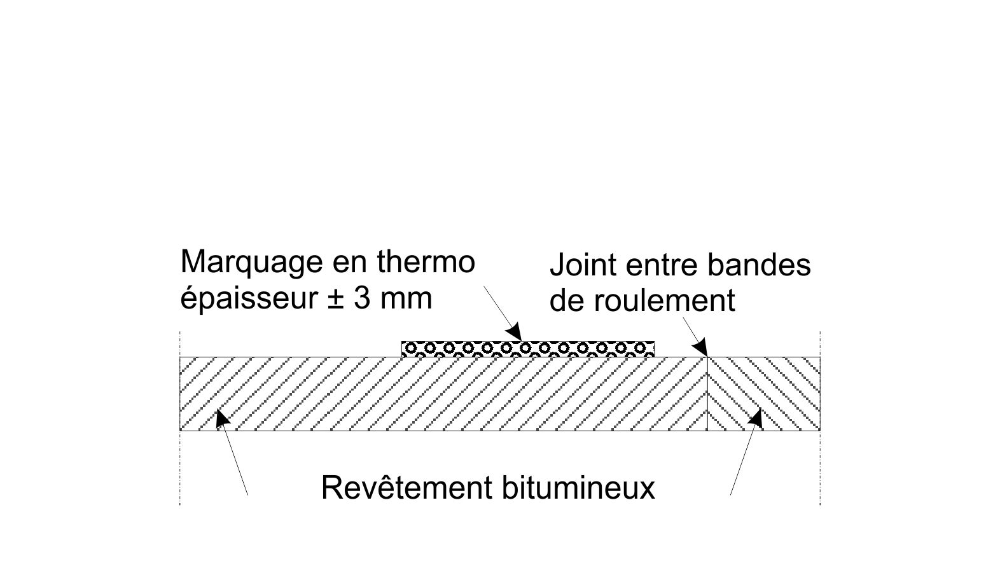 Marquage en thermo
épaisseur ± 3 mm
Joint entre bandes
de roulement
Revêtement bitumineux